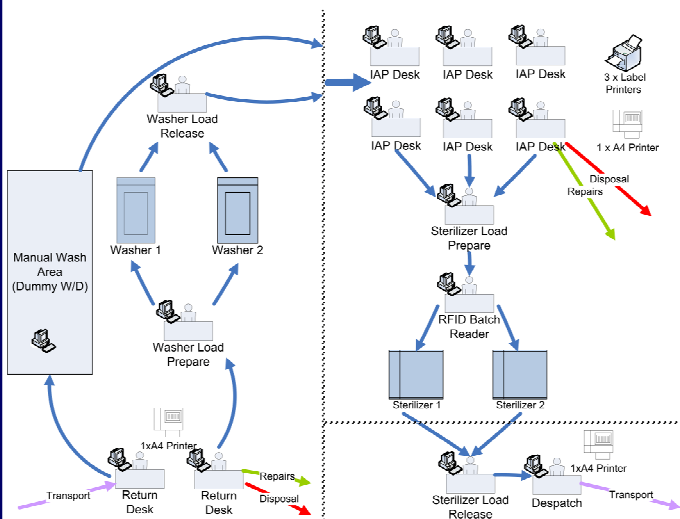 IAP Desk
IAP Desk
IAP Desk
3 x Label
Printers
Washer Load
Release
IAP Desk
IAP Desk
IAP Desk
1 x A4 Printer
Disposal
Repairs
Sterilizer Load
Prepare
Washer 1
Washer 2
Manual Wash
Area
(Dummy W/D)
RFID Batch
Reader
Washer Load
Prepare
Sterilizer 1
Sterilizer 2
1xA4 Printer
1xA4 Printer
Repairs
Disposal
Transport
Return
Desk
Return
Desk
Sterilizer Load
Release
Despatch
Transport